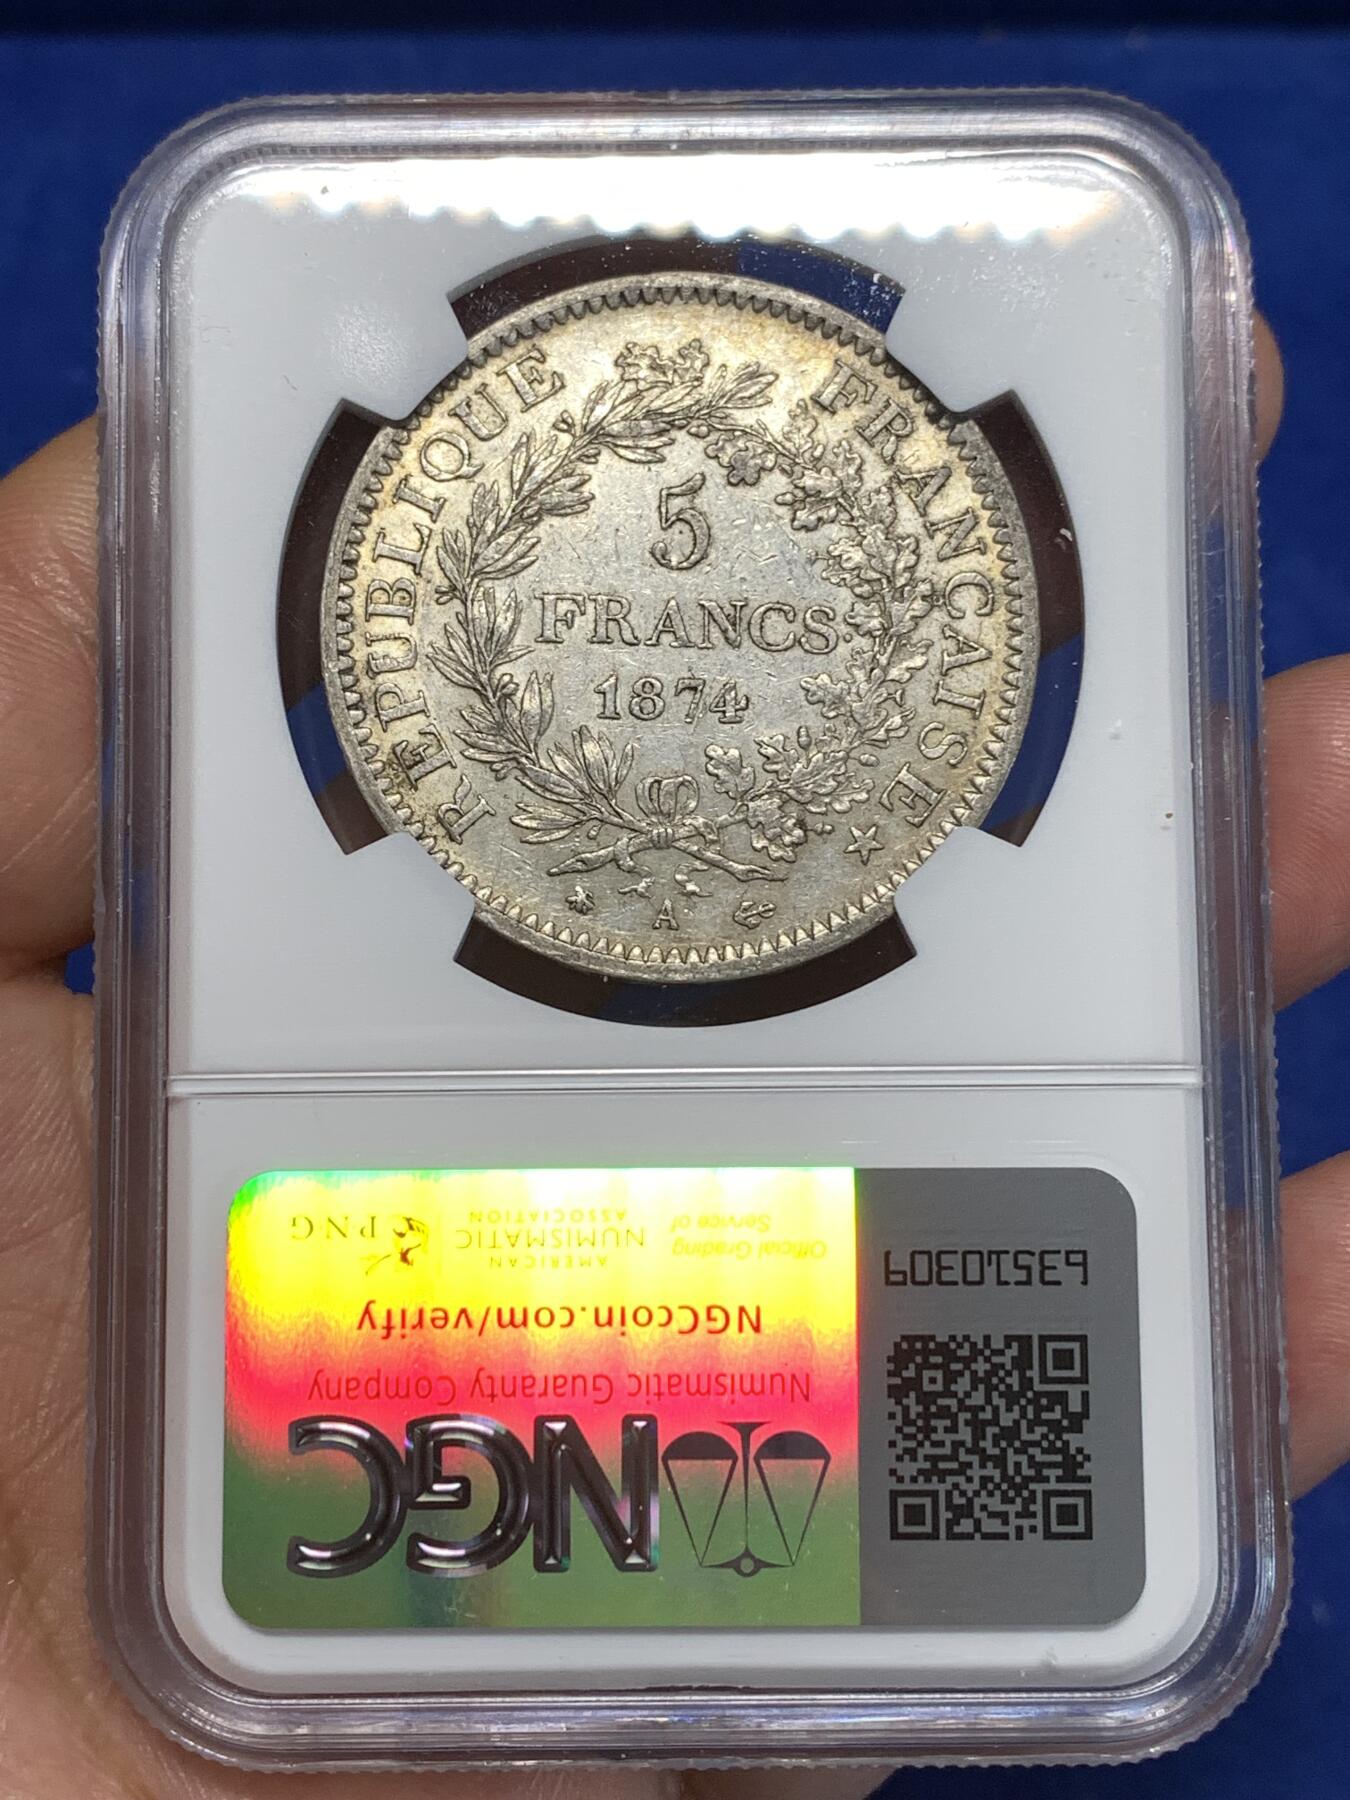 REPUBLIQUE FRANÇAISE
5
FRANCS
1874
A
NGC
Numismatic Guaranty Company
NGCcoin.com/verify
Official Grading
Service of
AMERICAN
NUMISMATIC
ASSOCIATION
PNG
63510309